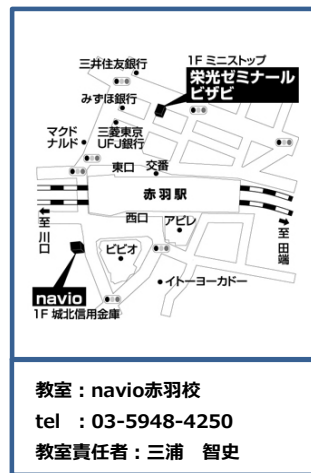 三井住友銀行
1F ミニストップ
栄光ゼミナール
ビザビ
みずほ銀行
マクド
ナルド
三菱東京
UFJ銀行
東口
交番
赤羽駅
至川口
西口
アピレ
至田端
ビビオ
イトーヨーカドー
navio
1F 城北信用金庫
教室：navio赤羽校
tel ：03-5948-4250
教室責任者：三浦　智史